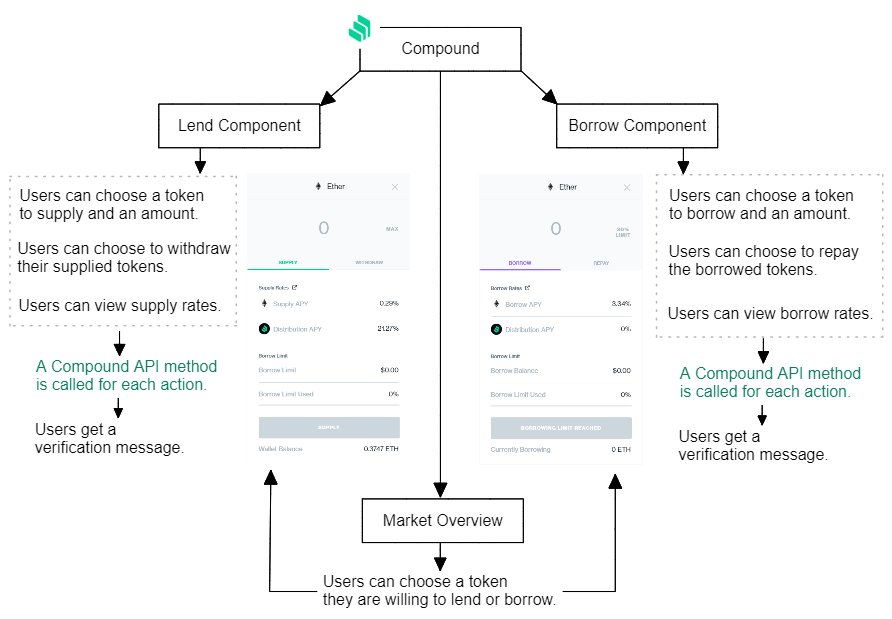 Compound
Lend Component
Borrow Component
Users can choose a token
to supply and an amount.
Users can choose to withdraw
their supplied tokens.
Users can view supply rates.
A Compound API method
is called for each action.
Users get a
verification message.
Ether
0
MAX
SUPPLY WITHDRAW
Supply Rates
Supply APY 0.29%
Distribution APY 21.27%
Borrow Limit
Borrow Limit $0.00
Borrow Limit Used 0%
SUPPLY
Wallet Balance 0.3747 ETH
Ether
0
80%
LIMIT
BORROW REPAY
Borrow Rates
Borrow APY 3.34%
Distribution APY 0%
Borrow Limit
Borrow Balance $0.00
Borrow Limit Used 0%
BORROWING LIMIT REACHED
Currently Borrowing 0 ETH
Users can choose a token
to borrow and an amount.
Users can choose to repay
the borrowed tokens.
Users can view borrow rates.
A Compound API method
is called for each action.
Users get a
verification message.
Market Overview
Users can choose a token
they are willing to lend or borrow.